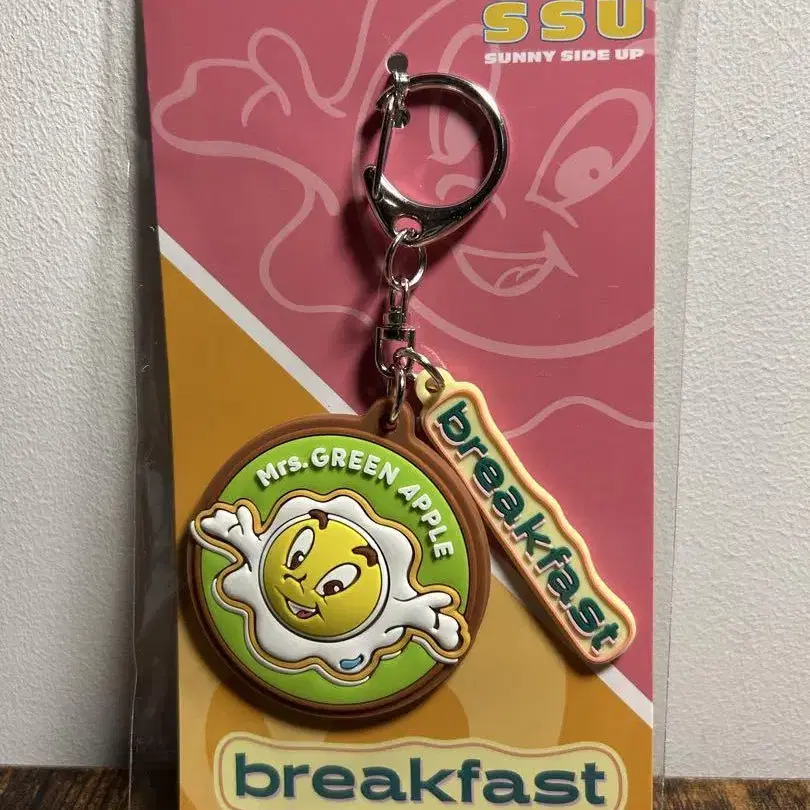 SSU
SUNNY SIDE UP
Mrs. GREEN APPLE
breakfast
breakfast